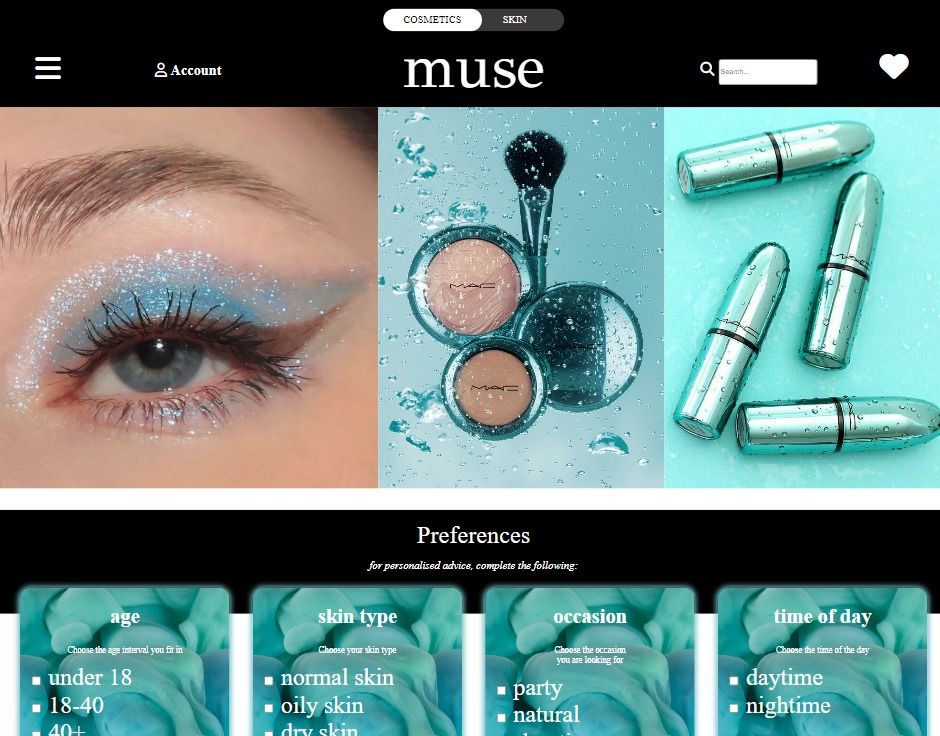 COSMETICS SKIN
Account
muse
Search...
MAC
MAC
MAC
Preferences
for personalised advice, complete the following:
age
Choose the age interval you fit in
under 18
18-40
40+
skin type
Choose your skin type
normal skin
oily skin
dry skin
occasion
Choose the occasion
you are looking for
party
natural
time of day
Choose the time of the day
daytime
nightime